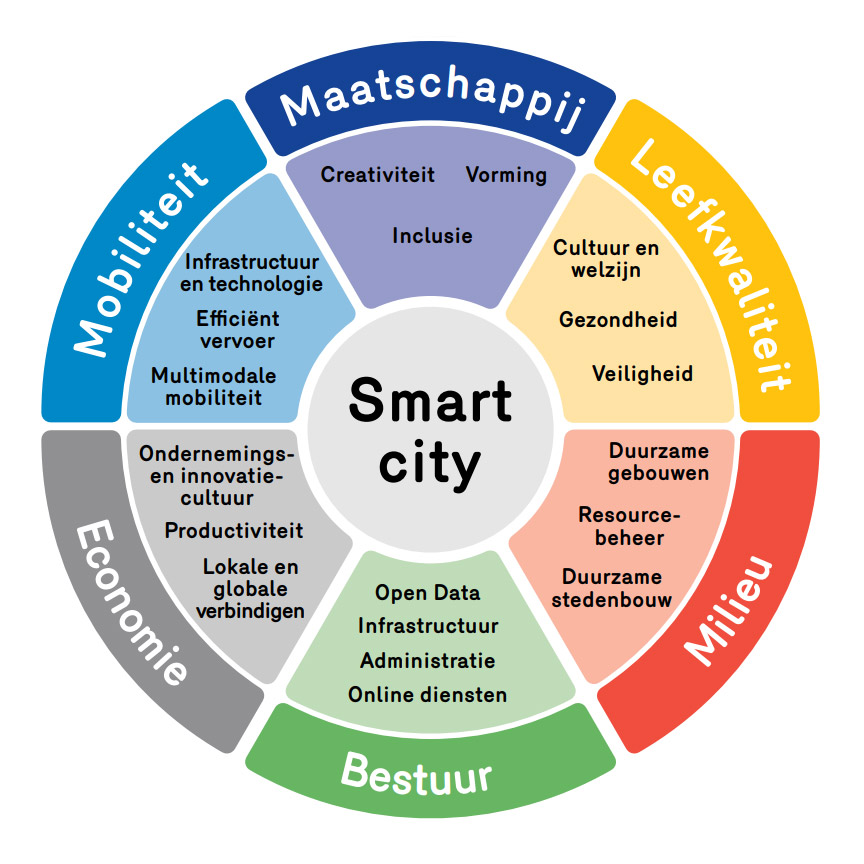 Maatschappij
Creativiteit Vorming
Inclusie
Leefkwaliteit
Cultuur en
welzijn
Gezondheid
Veiligheid
Milieu
Duurzame
gebouwen
Resource-
beheer
Duurzame
stedenbouw
Bestuur
Open Data
Infrastructuur
Administratie
Online diensten
Economie
Ondernemings-
en innovatie-
cultuur
Productiviteit
Lokale en
globale
verbindigen
Mobiliteit
Infrastructuur
en technologie
Efficiënt
vervoer
Multimodale
mobiliteit
Smart
city